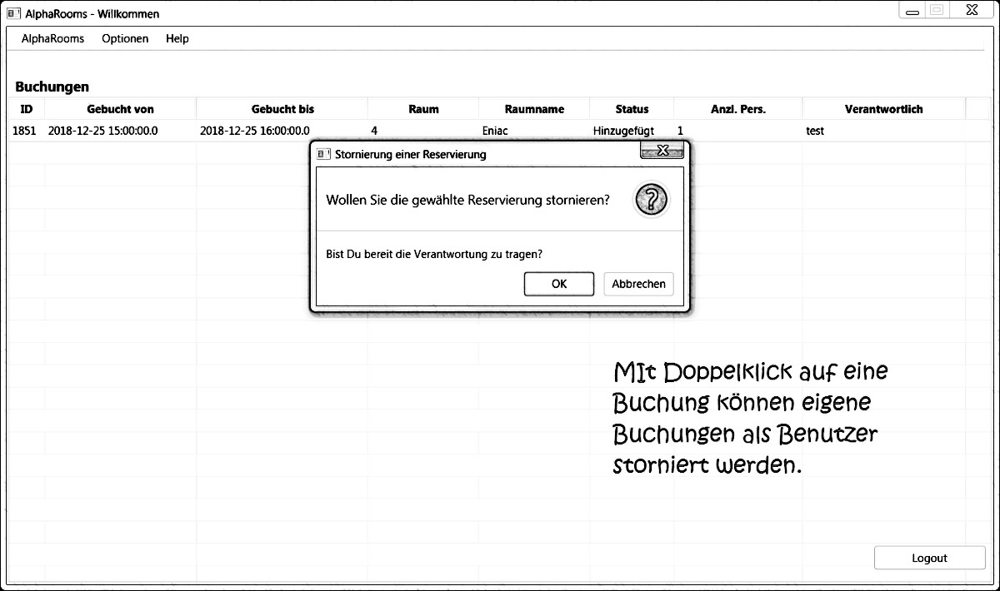 AlphaRooms - Willkommen
AlphaRooms Optionen Help
Buchungen
ID Gebucht von Gebucht bis Raum Raumname Status Anzl. Pers. Verantwortlich
1851 2018-12-25 15:00:00.0 2018-12-25 16:00:00.0 4 Eniac Hinzugefügt 1 test
Stornierung einer Reservierung
Wollen Sie die gewählte Reservierung stornieren?
Bist Du bereit die Verantwortung zu tragen?
OK Abbrechen
MIt Doppelklick auf eine
Buchung können eigene
Buchungen als Benutzer
storniert werden.
Logout